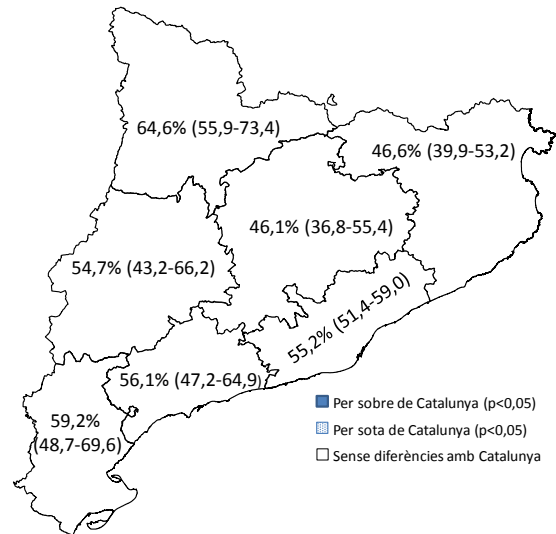 64,6% (55,9-73,4)
46,6% (39,9-53,2)
46,1% (36,8-55,4)
54,7% (43,2-66,2)
55,2% (51,4-59,0)
56,1% (47,2-64,9)
59,2%
(48,7-69,6)
Per sobre de Catalunya (p<0,05)
Per sota de Catalunya (p<0,05)
Sense diferències amb Catalunya